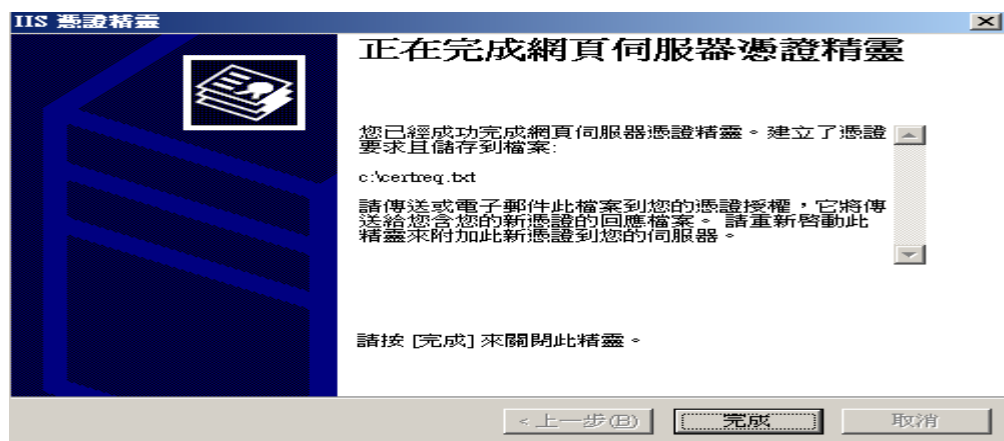 IIS 憑證精靈
正在完成網頁伺服器憑證精靈
您已經成功完成網頁伺服器憑證精靈。建立了憑證
要求且儲存到檔案:
c:\certreq.txt
請傳送或電子郵件此檔案到您的憑證授權，它將傳
送給您含您的新憑證的回應檔案。 請重新啓動此
精靈來附加此新憑證到您的伺服器。
請按 [完成] 來關閉此精靈。
<上一步(B)
完成
取消